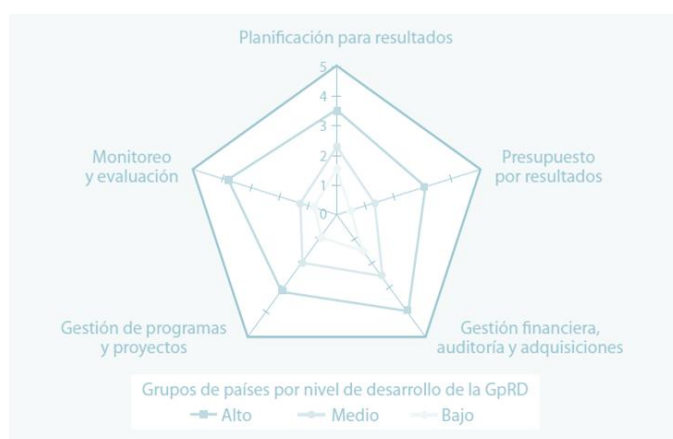 Planificación para resultados
5
4
3
2
1
0
Monitoreo
y evaluación
Presupuesto
por resultados
Gestión de programas
y proyectos
Gestión financiera,
auditoría y adquisiciones
Grupos de países por nivel de desarrollo de la GpRD
Alto Medio Bajo